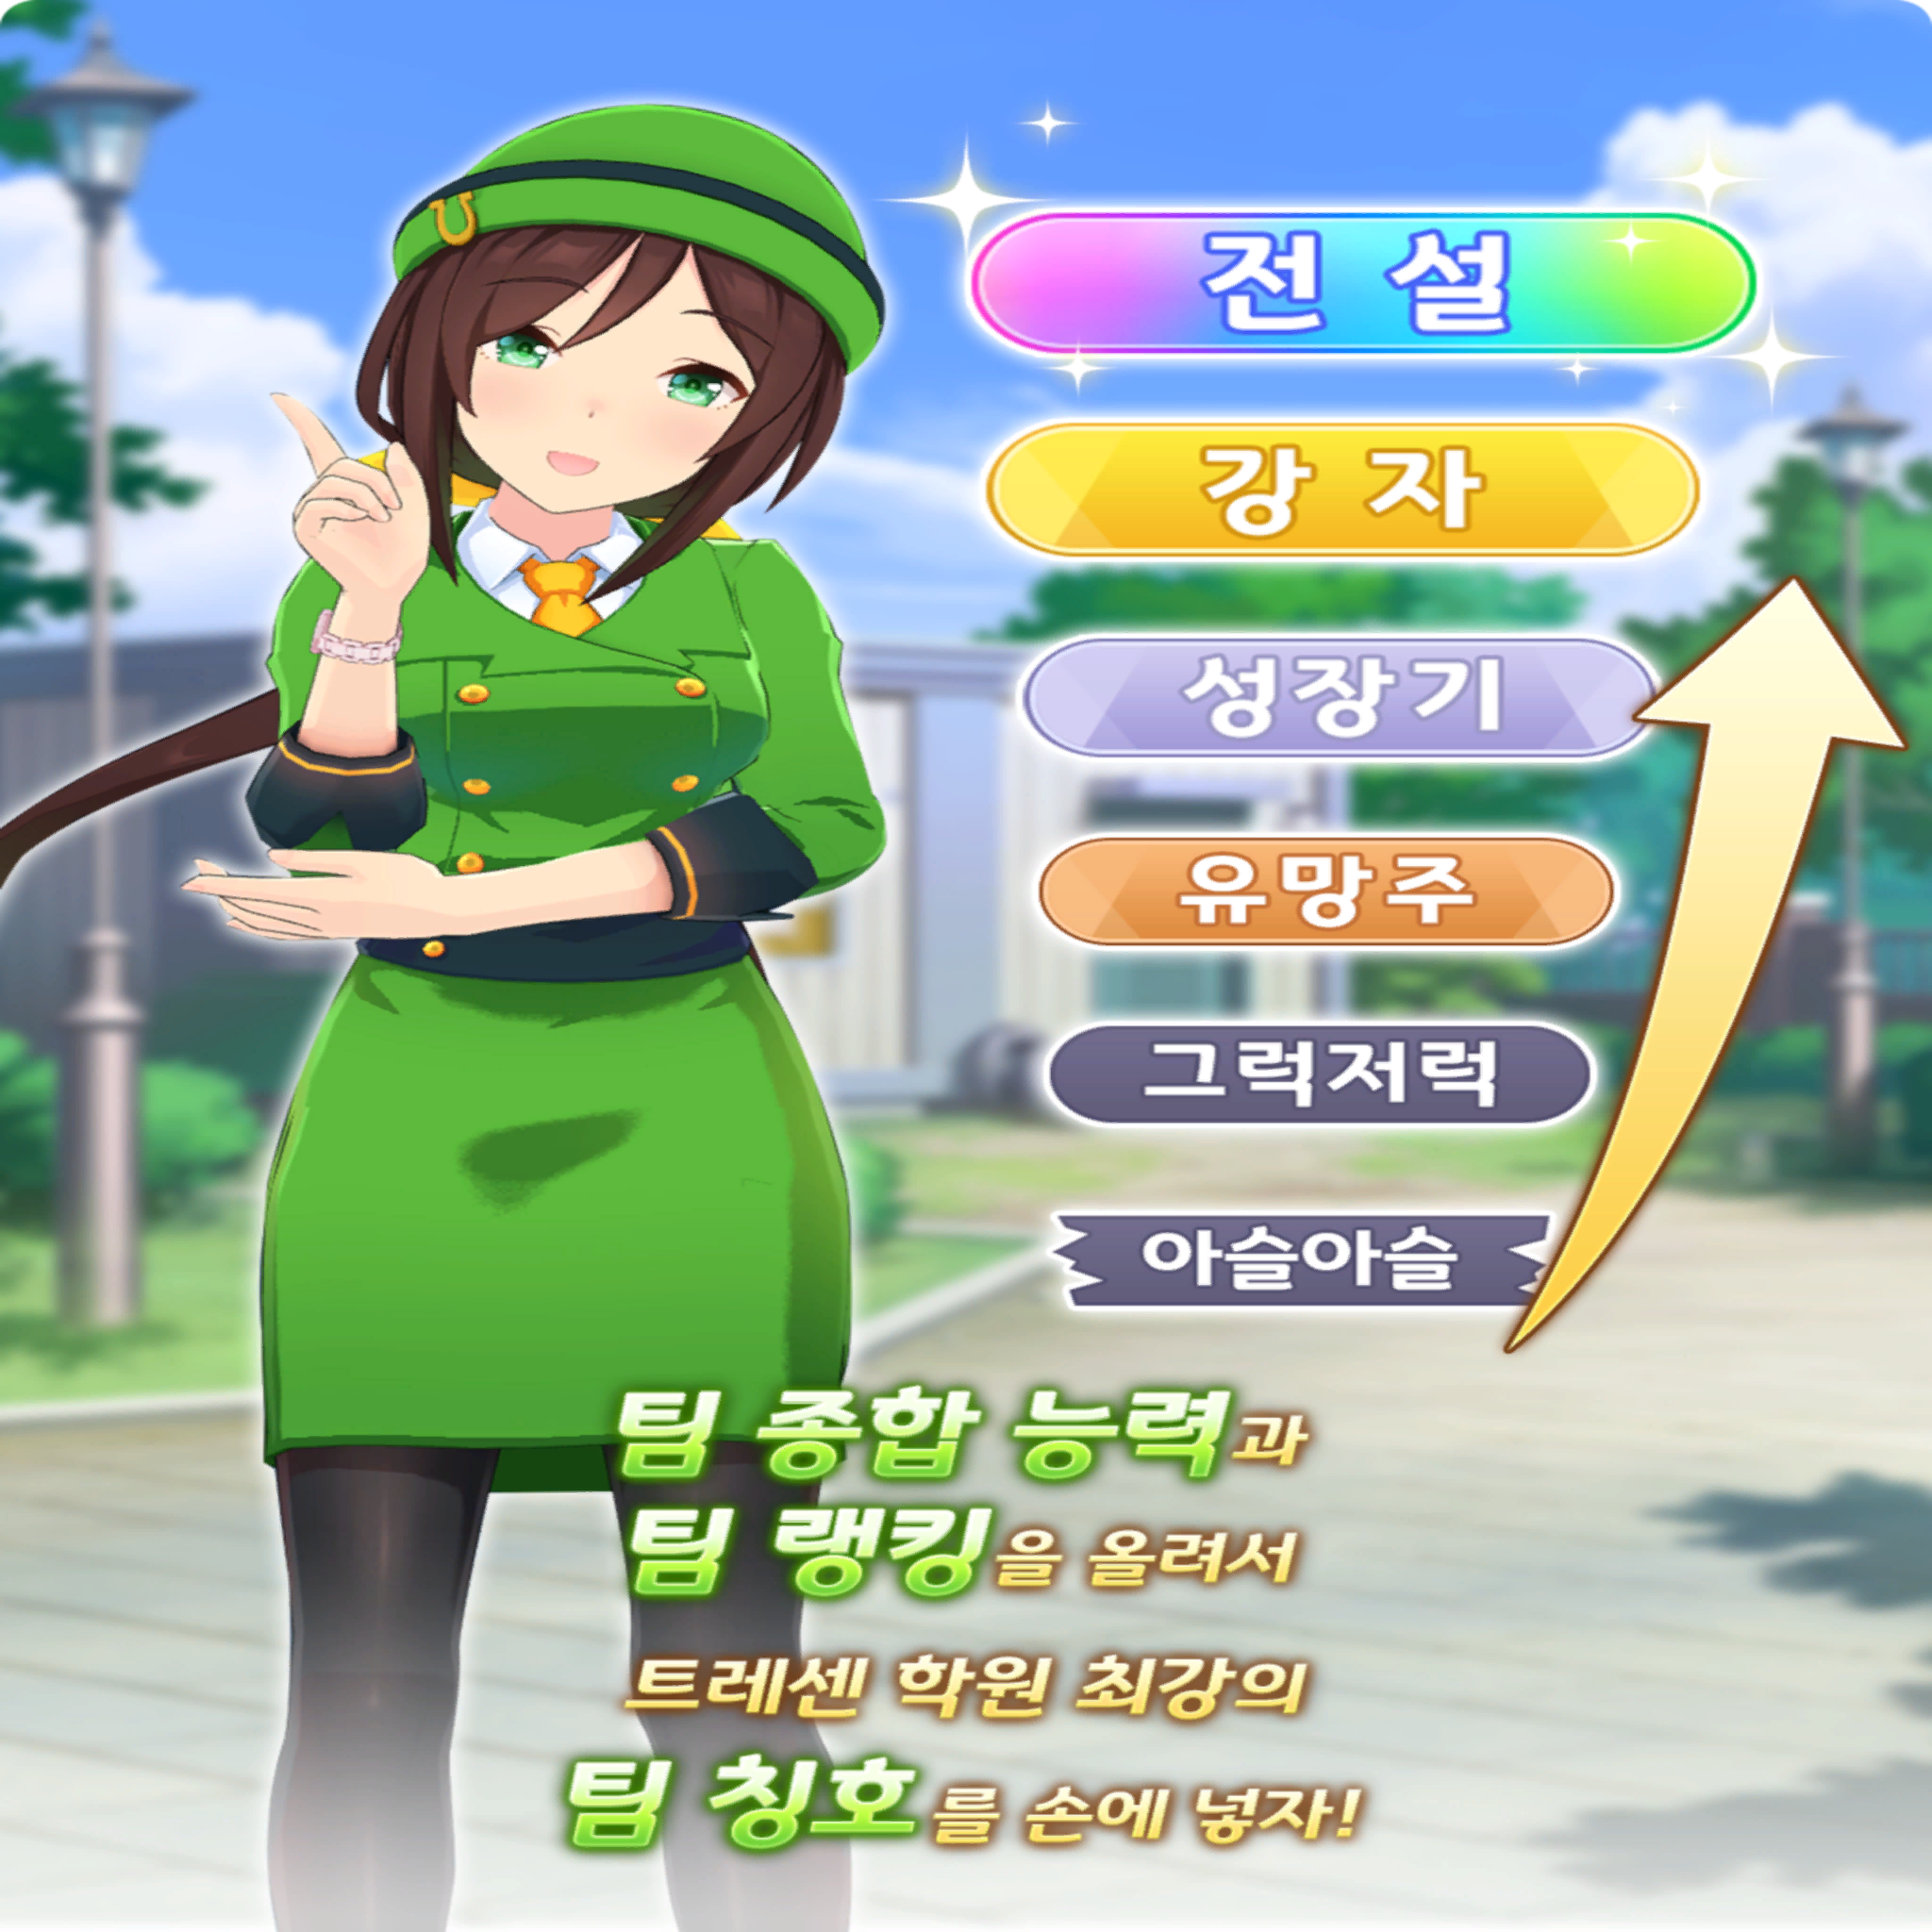 전설
강자
성장기
유망주
그럭저럭
아슬아슬
팀 종합 능력과
팀 랭킹을 올려서
트레센 학원 최강의
팀 칭호를 손에 넣자!